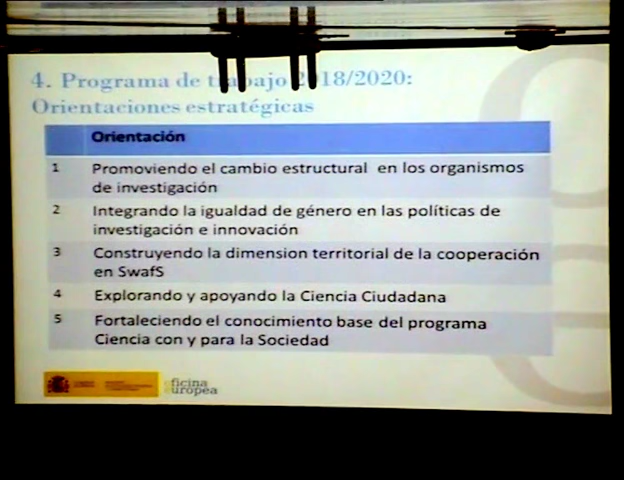 4. Programa de trabajo 2018/2020:
Orientaciones estratégicas
Orientación
1 Promoviendo el cambio estructural en los organismos
de investigación
2 Integrando la igualdad de género en las políticas de
investigación e innovación
3 Construyendo la dimension territorial de la cooperación
en SwafS
4 Explorando y apoyando la Ciencia Ciudadana
5 Fortaleciendo el conocimiento base del programa
Ciencia con y para la Sociedad
oficina
europea